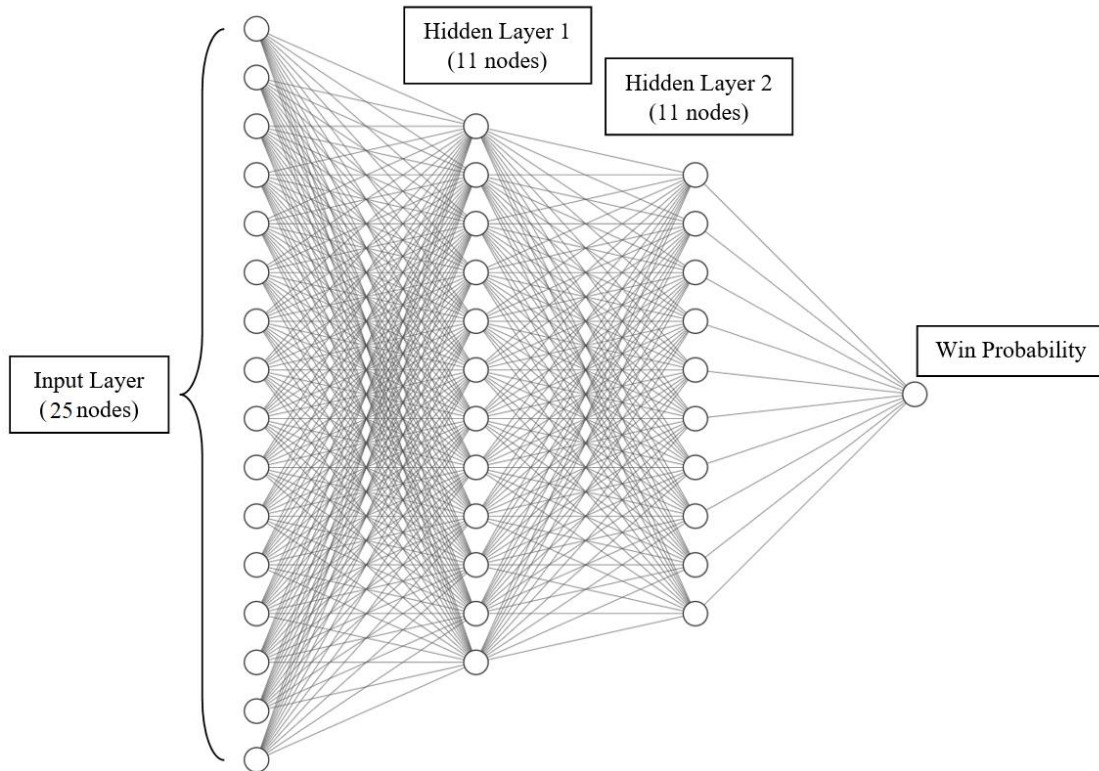 Hidden Layer 1
(11 nodes)
Hidden Layer 2
(11 nodes)
Win Probability
Input Layer
(25 nodes)